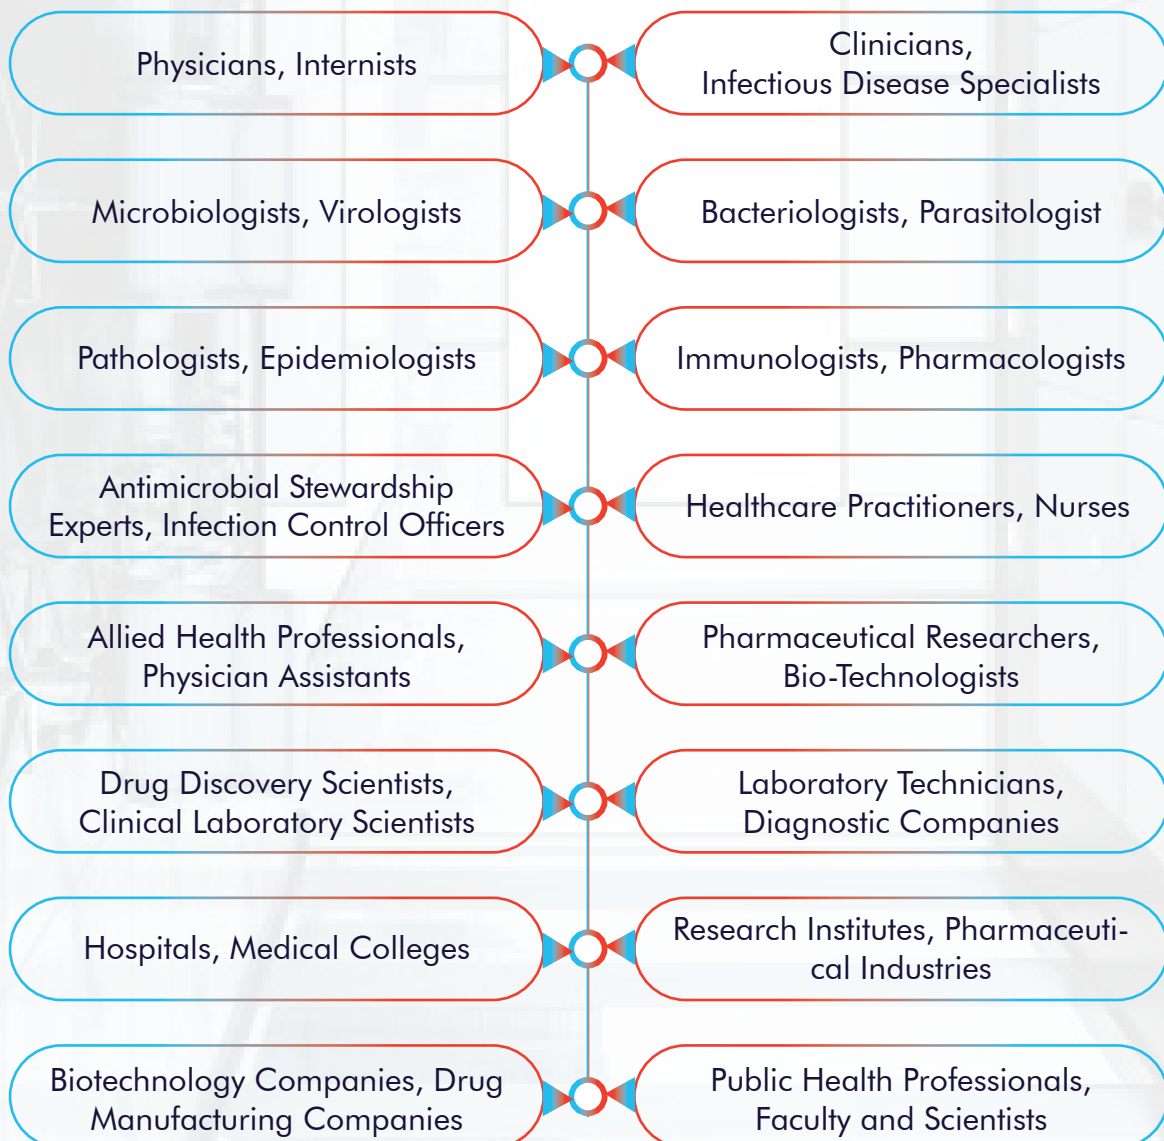 Physicians, Internists
Clinicians,
Infectious Disease Specialists
Microbiologists, Virologists
Bacteriologists, Parasitologist
Pathologists, Epidemiologists
Immunologists, Pharmacologists
Antimicrobial Stewardship
Experts, Infection Control Officers
Healthcare Practitioners, Nurses
Allied Health Professionals,
Physician Assistants
Pharmaceutical Researchers,
Bio-Technologists
Drug Discovery Scientists,
Clinical Laboratory Scientists
Laboratory Technicians,
Diagnostic Companies
Hospitals, Medical Colleges
Research Institutes, Pharmaceuti-
cal Industries
Biotechnology Companies, Drug
Manufacturing Companies
Public Health Professionals,
Faculty and Scientists